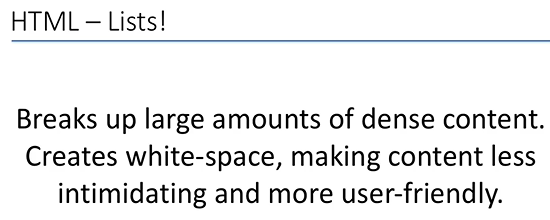 HTML – Lists!
Breaks up large amounts of dense content.
Creates white-space, making content less
intimidating and more user-friendly.